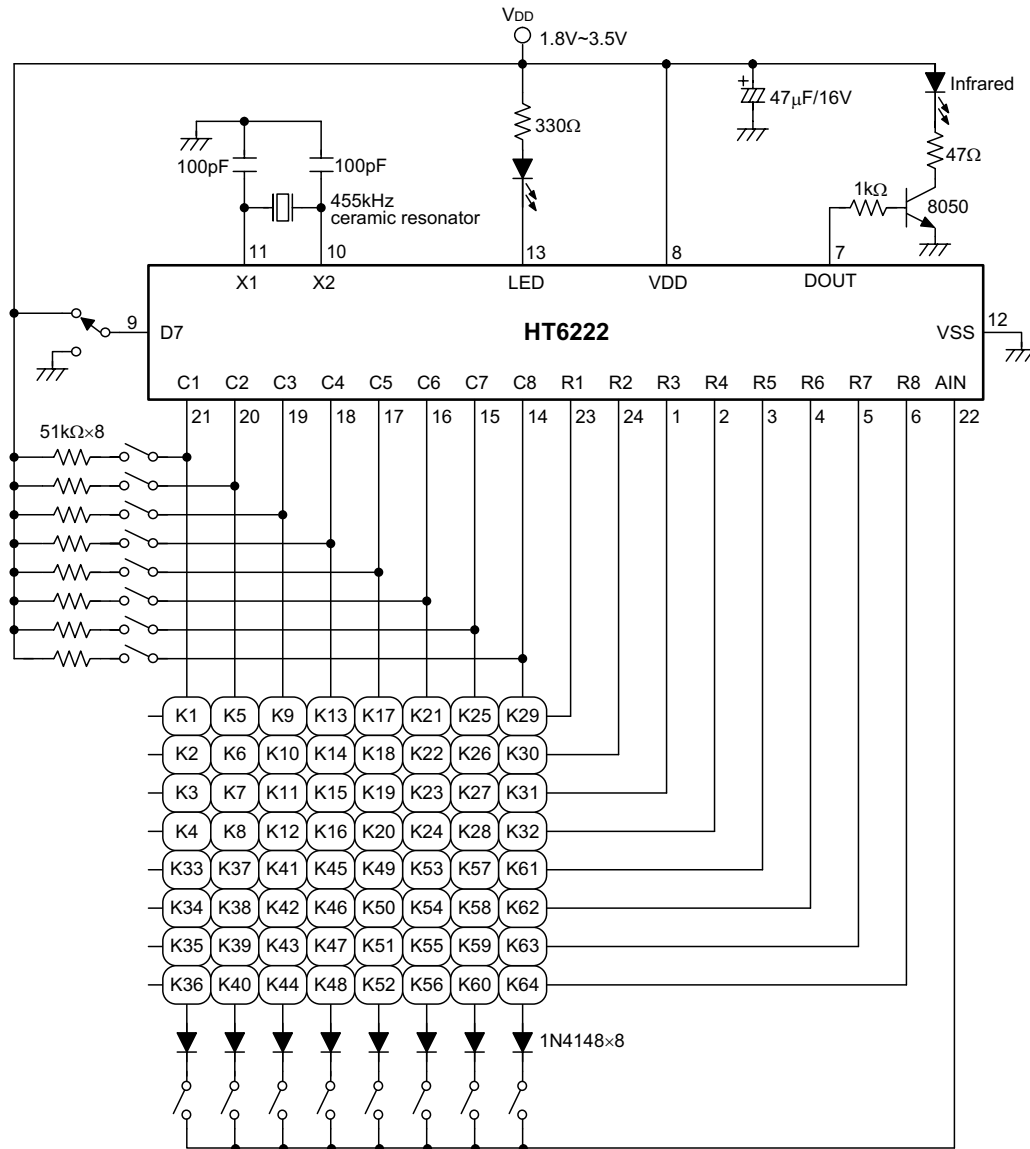 VDD
1.8V~3.5V
Infrared
47μF/16V
330Ω
47Ω
100pF 100pF
1kΩ
8050
455kHz
ceramic resonator
11 10 13 8 7
X1 X2 LED VDD DOUT
9 D7 HT6222 VSS 12
C1 C2 C3 C4 C5 C6 C7 C8 R1 R2 R3 R4 R5 R6 R7 R8 AIN
21 20 19 18 17 16 15 14 23 24 1 2 3 4 5 6 22
51kΩ×8
K1 K5 K9 K13 K17 K21 K25 K29
K2 K6 K10 K14 K18 K22 K26 K30
K3 K7 K11 K15 K19 K23 K27 K31
K4 K8 K12 K16 K20 K24 K28 K32
K33 K37 K41 K45 K49 K53 K57 K61
K34 K38 K42 K46 K50 K54 K58 K62
K35 K39 K43 K47 K51 K55 K59 K63
K36 K40 K44 K48 K52 K56 K60 K64
1N4148×8